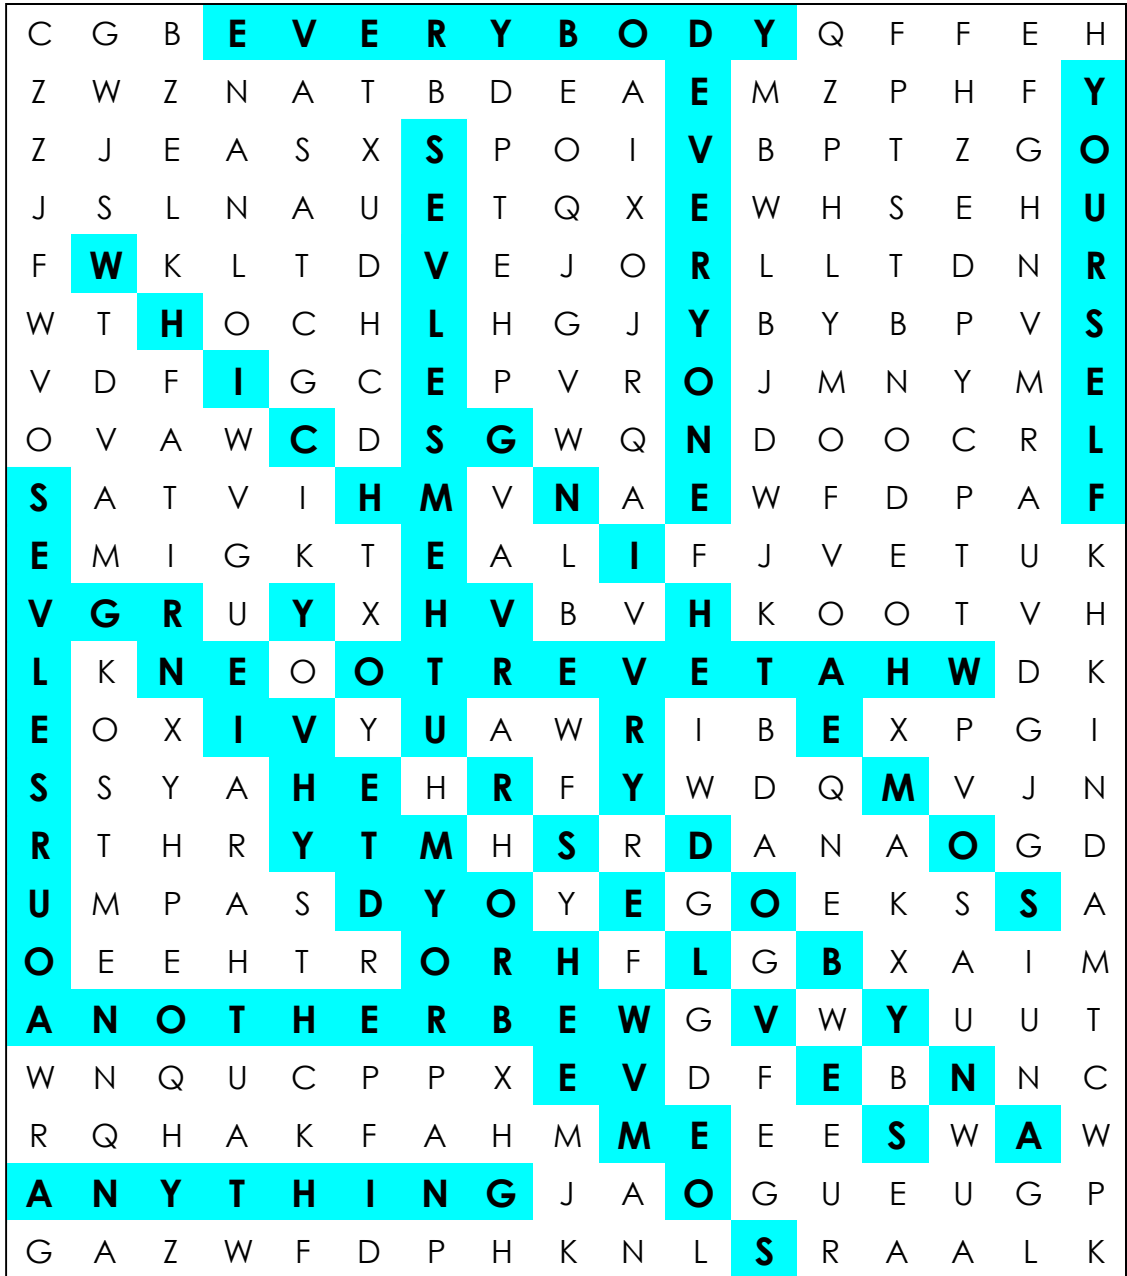 C G B E V E R Y B O D Y Q F F E H
Z W Z N A T B D E A E M Z P H F Y
Z J E A S X S P O I V B P T Z G O
J S L N A U E T Q X E W H S E H U
F W K L T D V E J O R L L T D N R
W T H O C H L H G J Y B Y B P V S
V D F I G C E P V R O J M N Y M E
O V A W C D S G W Q N D O O C R L
S A T V I H M V N A E W F D P A F
E M I G K T E A L I F J V E T U K
V G R U Y X H V B V H K O O T V H
L K N E O O T R E V E T A H W D K
E O X I V Y U A W R I B E X P G I
S S Y A H E H R F Y W D Q M V J N
R T H R Y T M H S R D A N A O G D
U M P A S D Y O Y E G O E K S S A
O E E H T R O R H F L G B X A I M
A N O T H E R B E W G V W Y U U T
W N Q U C P P X E V D F E B N N C
R Q H A K F A H M M E E E S W A W
A N Y T H I N G J A O G U E U G P
G A Z W F D P H K N L S R A A L K